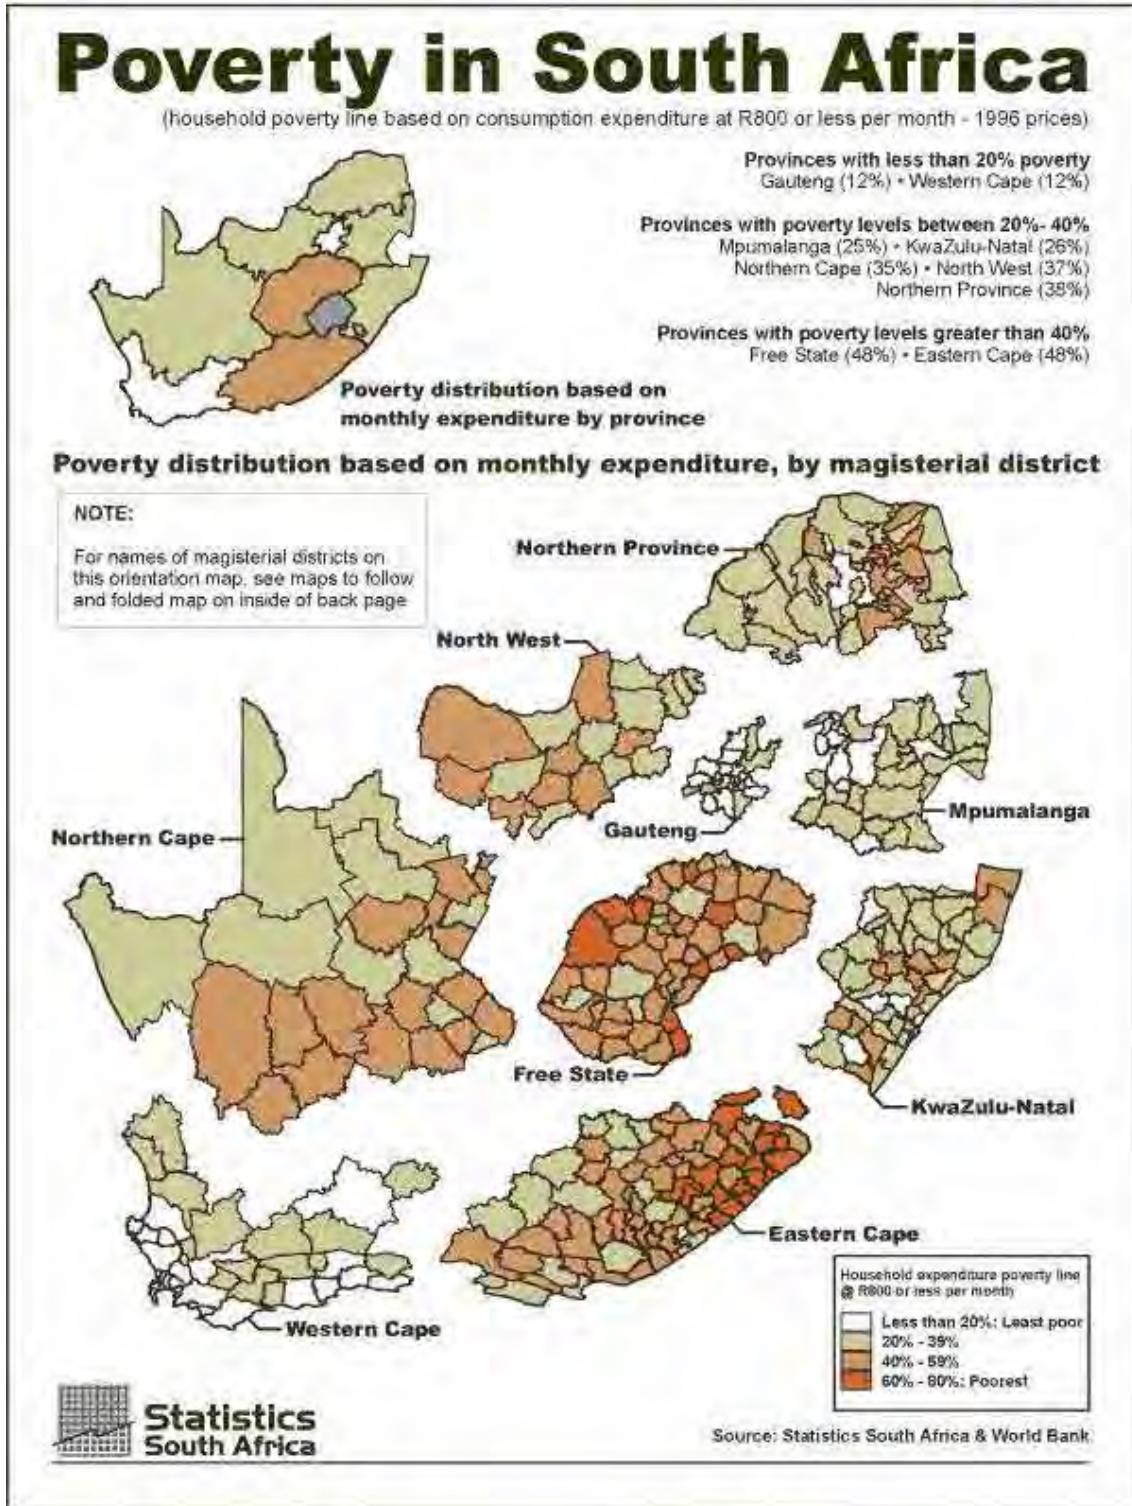 Poverty in South Africa
(household poverty line based on consumption expenditure at R800 or less per month - 1996 prices)
Provinces with less than 20% poverty
Gauteng (12%) • Western Cape (12%)
Provinces with poverty levels between 20%- 40%
Mpumalanga (25%) • KwaZulu-Natal (26%)
Northern Cape (35%) • North West (37%)
Northern Province (38%)
Provinces with poverty levels greater than 40%
Free State (48%) • Eastern Cape (48%)
Poverty distribution based on
monthly expenditure by province
Poverty distribution based on monthly expenditure, by magisterial district
NOTE:
For names of magisterial districts on
this orientation map, see maps to follow
and folded map on inside of back page
Northern Province
North West
Northern Cape
Gauteng
Mpumalanga
Free State
KwaZulu-Natal
Eastern Cape
Western Cape
Household expenditure poverty line
@ R800 or less per month
Less than 20%: Least poor
20% - 39%
40% - 59%
60% - 80%: Poorest
Statistics
South Africa
Source: Statistics South Africa & World Bank